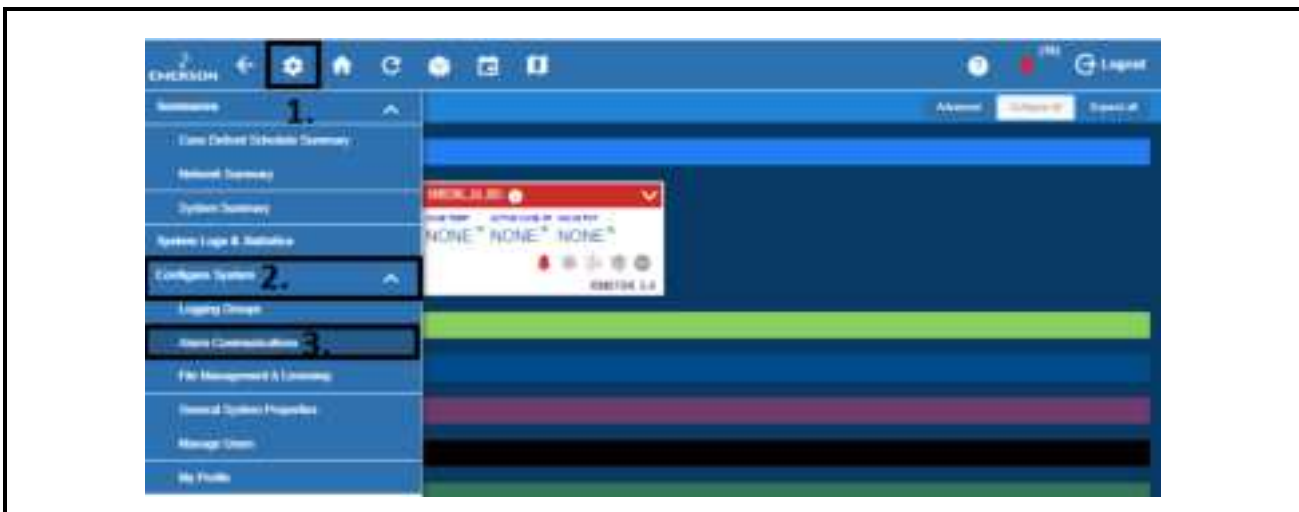 EMERSON
Logout
1.
Summaries
Advanced
Collapse all
Expand all
Case Defrost Schedule Summary
Network Summary
System Summary
NONE NONE NONE
System Logs & Statistics
Configure System
2.
Logging Groups
Alarm Communications
3.
File Management & Licensing
General System Properties
Manage Users
My Profile